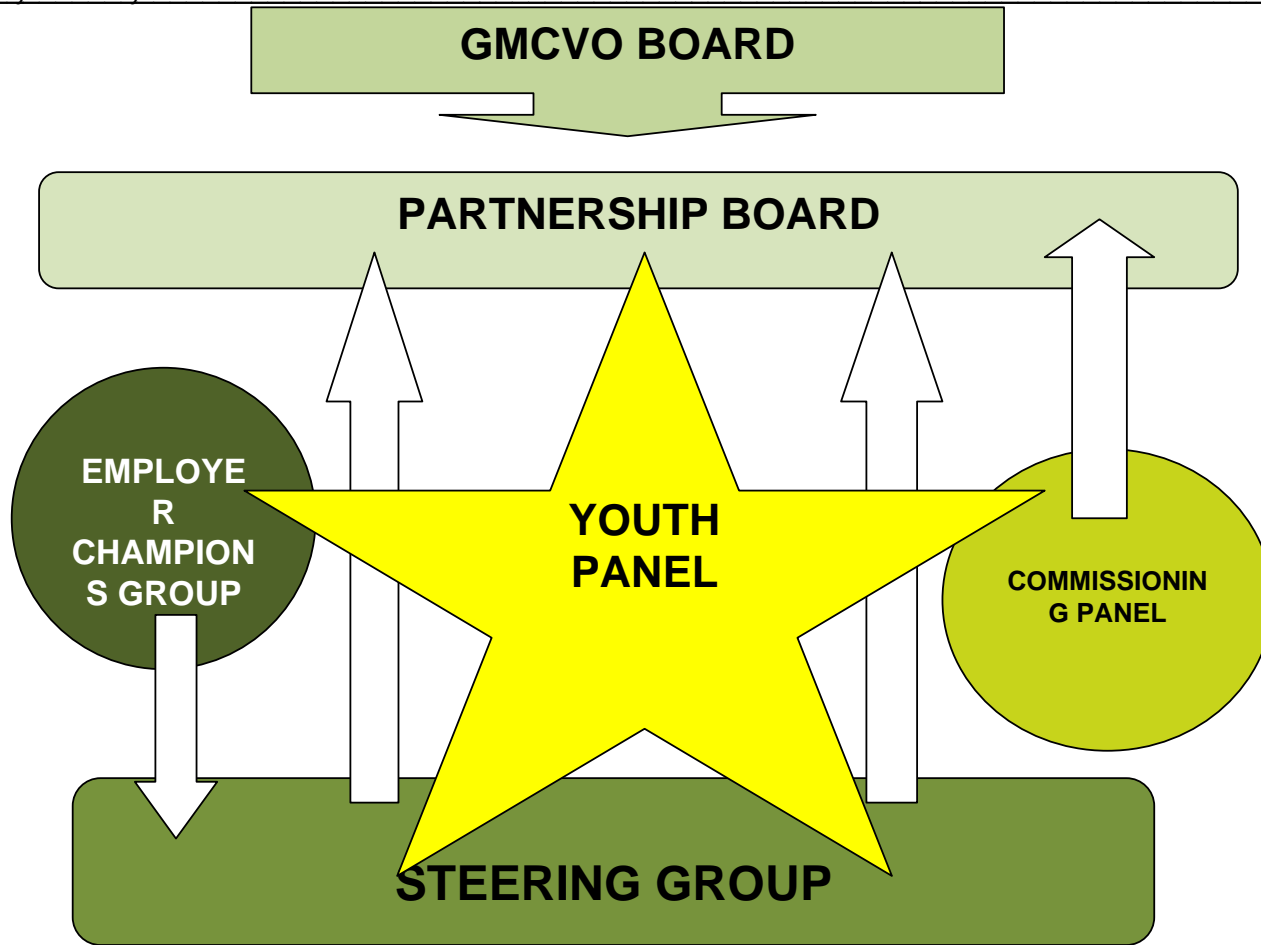 GMCVO BOARD
PARTNERSHIP BOARD
EMPLOYE
R
CHAMPION
S GROUP
YOUTH
PANEL
COMMISSIONIN
G PANEL
STEERING GROUP